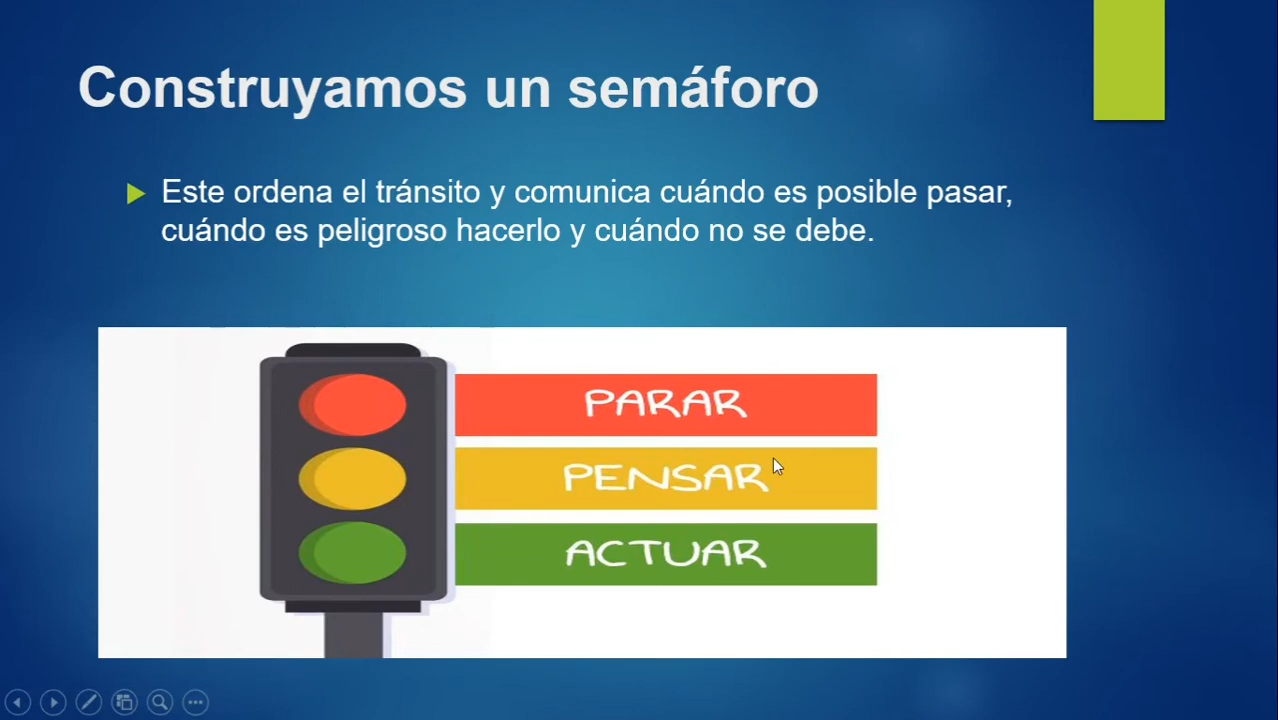 Construyamos un semáforo
Este ordena el tránsito y comunica cuándo es posible pasar,
cuándo es peligroso hacerlo y cuándo no se debe.
PARAR
PENSAR
ACTUAR